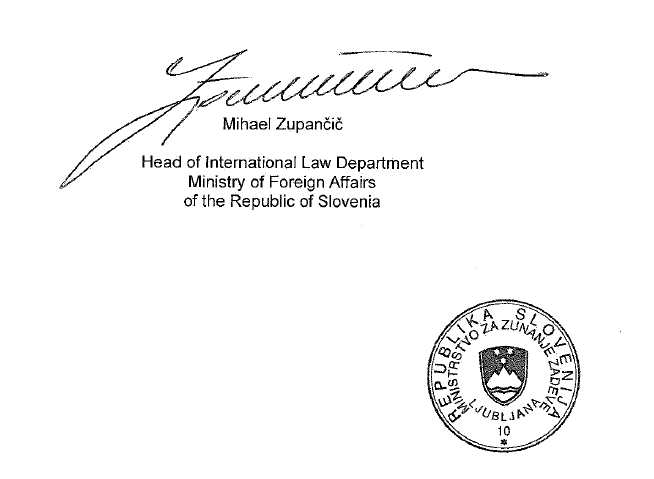 Mihael Zupančič
Head of International Law Department
Ministry of Foreign Affairs
of the Republic of Slovenia
REPUBLIKA SLOVENIJA
MINISTRSTVO ZA ZUNANJE ZADEVE
LJUBLJANA
10
*